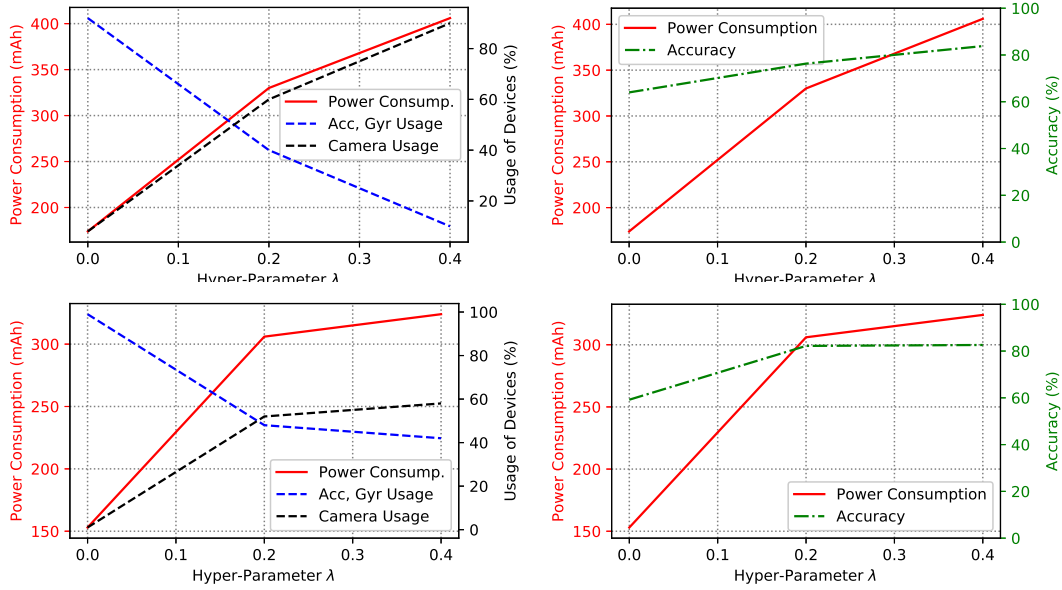 Power Consumption (mAh)
400
350
300
250
200
80
60
40
20
Usage of Devices (%)
Power Consump.
Acc, Gyr Usage
Camera Usage
0.0 0.1 0.2 0.3 0.4
Hyper-Parameter λ
Power Consumption (mAh)
400
350
300
250
200
100
80
60
40
20
0
Accuracy (%)
Power Consumption
Accuracy
0.0 0.1 0.2 0.3 0.4
Hyper-Parameter λ
Power Consumption (mAh)
300
250
200
150
100
80
60
40
20
0
Usage of Devices (%)
Power Consump.
Acc, Gyr Usage
Camera Usage
0.0 0.1 0.2 0.3 0.4
Hyper-Parameter λ
Power Consumption (mAh)
300
250
200
150
100
80
60
40
20
0
Accuracy (%)
Power Consumption
Accuracy
0.0 0.1 0.2 0.3 0.4
Hyper-Parameter λ